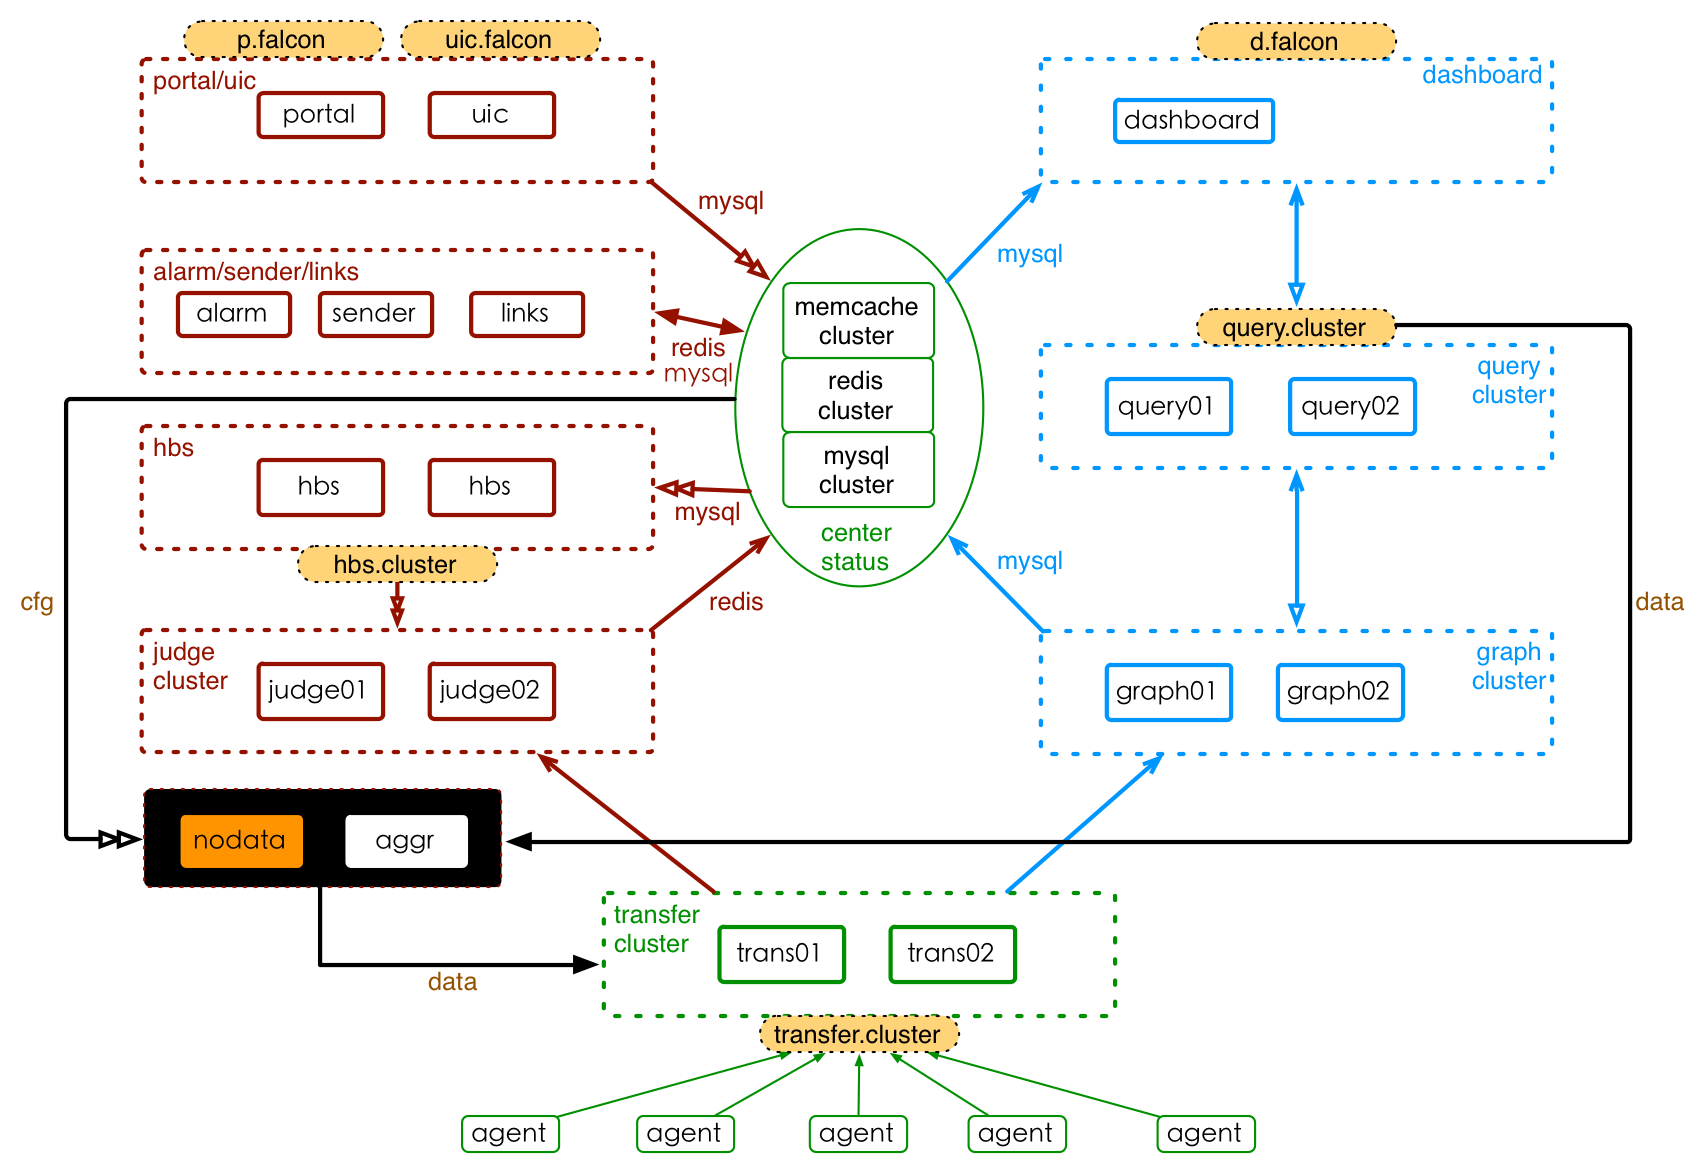 p.falcon
uic.falcon
d.falcon
portal/uic
portal
uic
dashboard
dashboard
mysql
mysql
alarm/sender/links
alarm
sender
links
redis
mysql
memcache
cluster
redis
cluster
mysql
cluster
center
status
query.cluster
query
cluster
query01
query02
hbs
hbs
hbs
mysql
hbs.cluster
mysql
cfg
redis
data
judge
cluster
judge01
judge02
graph
cluster
graph01
graph02
nodata
aggr
transfer
cluster
trans01
trans02
data
transfer.cluster
agent
agent
agent
agent
agent